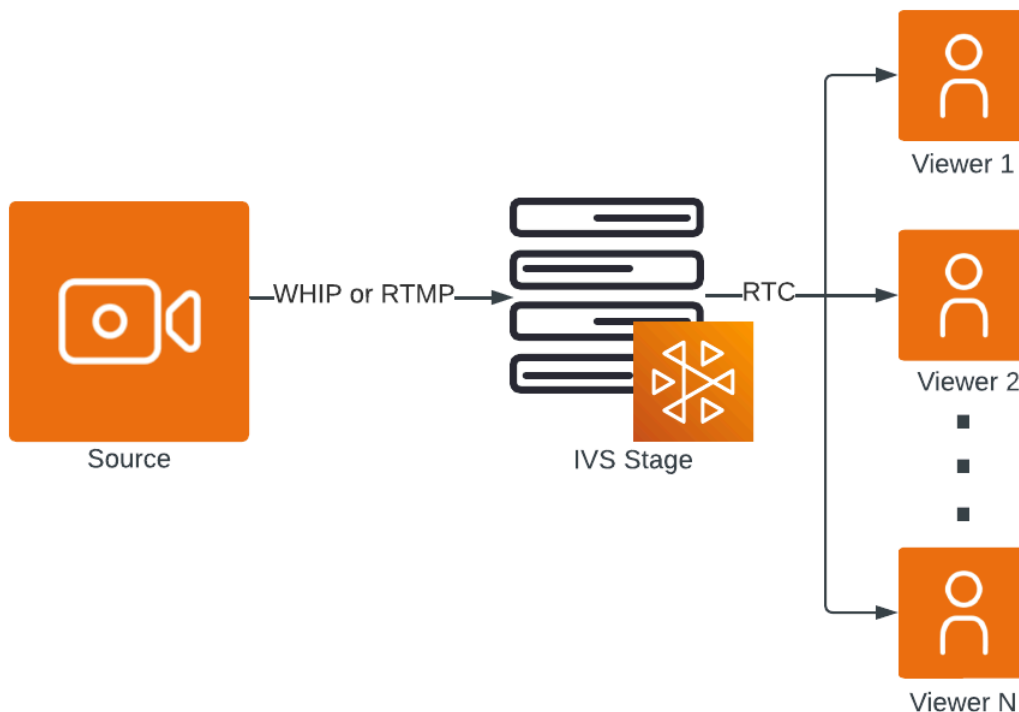 Viewer 1
WHIP or RTMP
RTC
Viewer 2
Source
IVS Stage
Viewer N